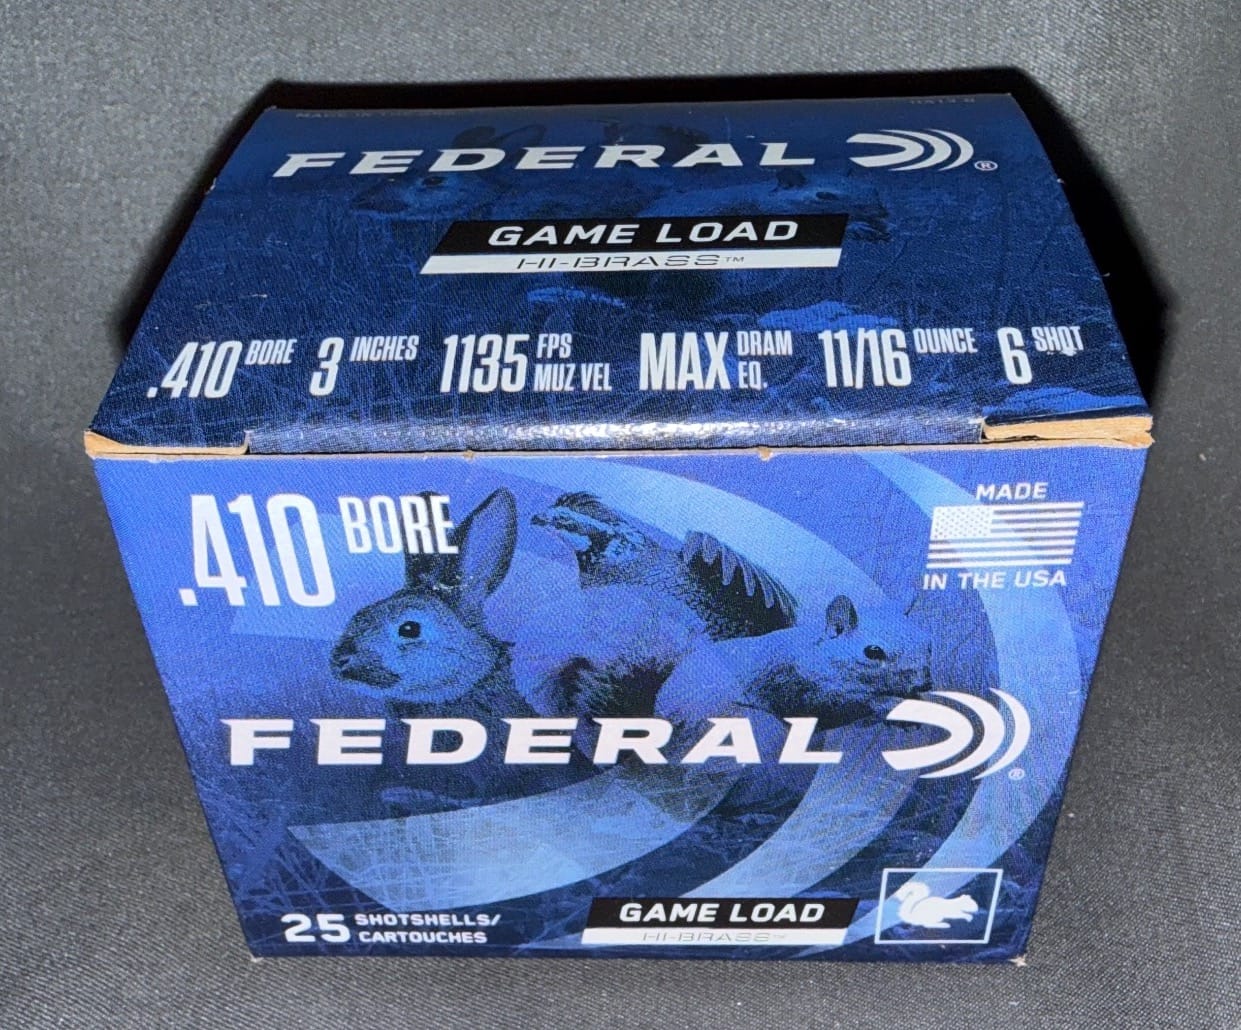 FEDERAL ®
GAME LOAD
HI-BRASS™
.410 BORE 3 INCHES 1135 FPS MUZ VEL MAX DRAM EQ. 11/16 OUNCE 6 SHOT
.410 BORE
MADE
IN THE USA
FEDERAL ®
25 SHOTSHELLS/
CARTOUCHES
GAME LOAD
HI-BRASS™